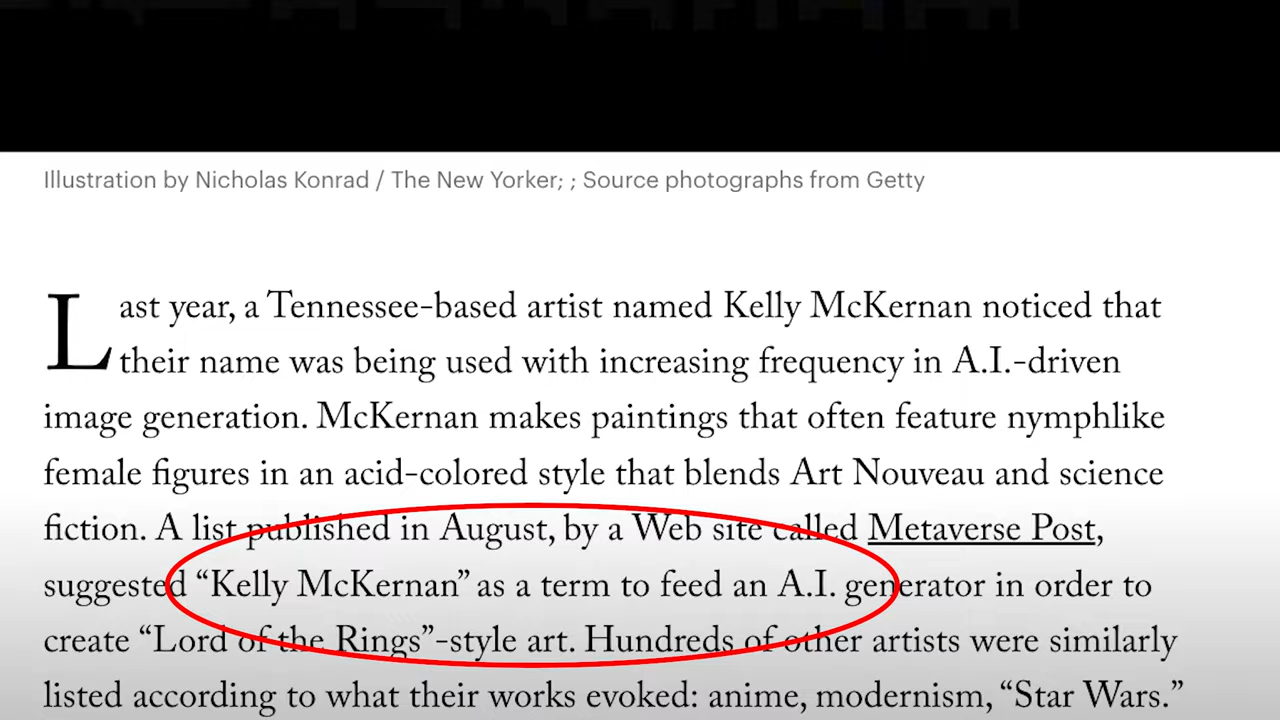 Illustration by Nicholas Konrad / The New Yorker; ; Source photographs from Getty
Last year, a Tennessee-based artist named Kelly McKernan noticed that
their name was being used with increasing frequency in A.I.-driven
image generation. McKernan makes paintings that often feature nymphlike
female figures in an acid-colored style that blends Art Nouveau and science
fiction. A list published in August, by a Web site called Metaverse Post,
suggested “Kelly McKernan” as a term to feed an A.I. generator in order to
create “Lord of the Rings”-style art. Hundreds of other artists were similarly
listed according to what their works evoked: anime, modernism, “Star Wars.”